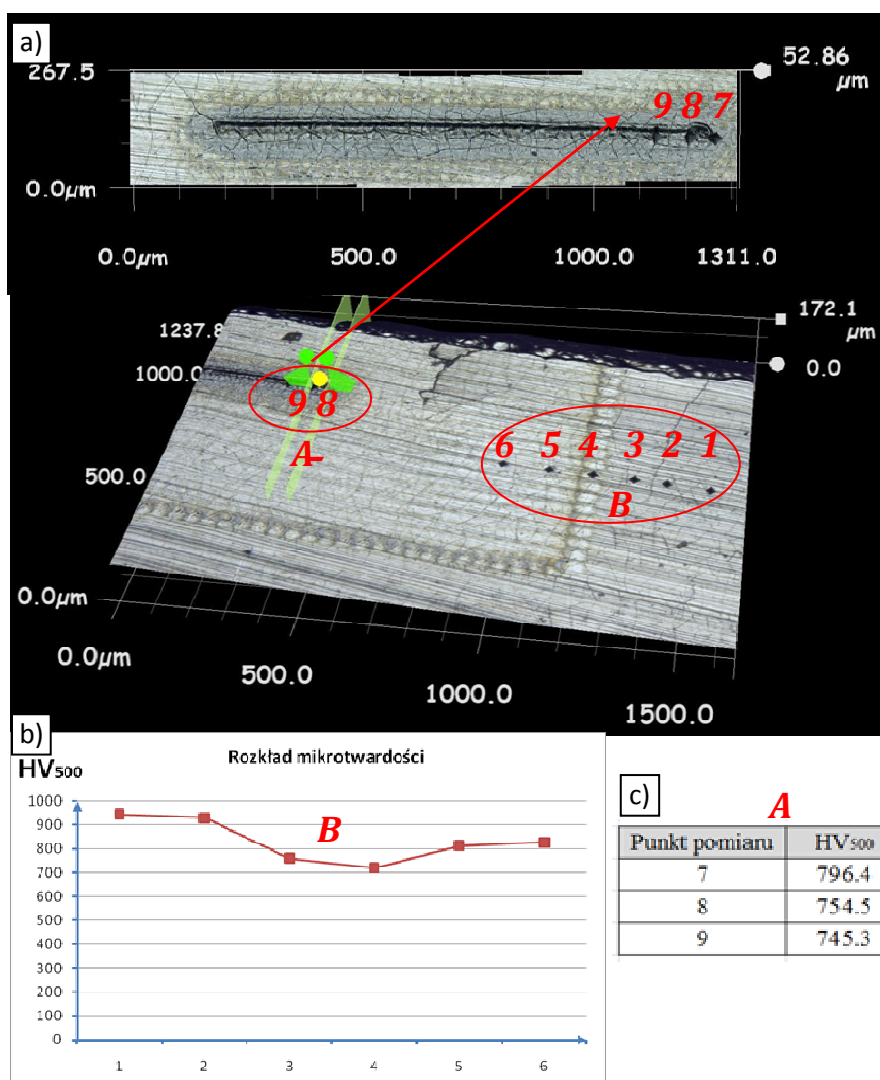 a)
267.5
52.86
µm
9 8 7
0.0µm
0.0µm 500.0 1000.0 1311.0
172.1
µm
1237.8
0.0
1000.0
9 8
A-
6 5 4 3 2 1
500.0
B
0.0µm
0.0µm
500.0
1000.0
1500.0
b)
HV500
Rozkład mikrotwardości
1000
900
800
700
600
500
400
300
200
100
0
B
1 2 3 4 5 6
c)
A
Punkt pomiaru HV500
7 796.4
8 754.5
9 745.3